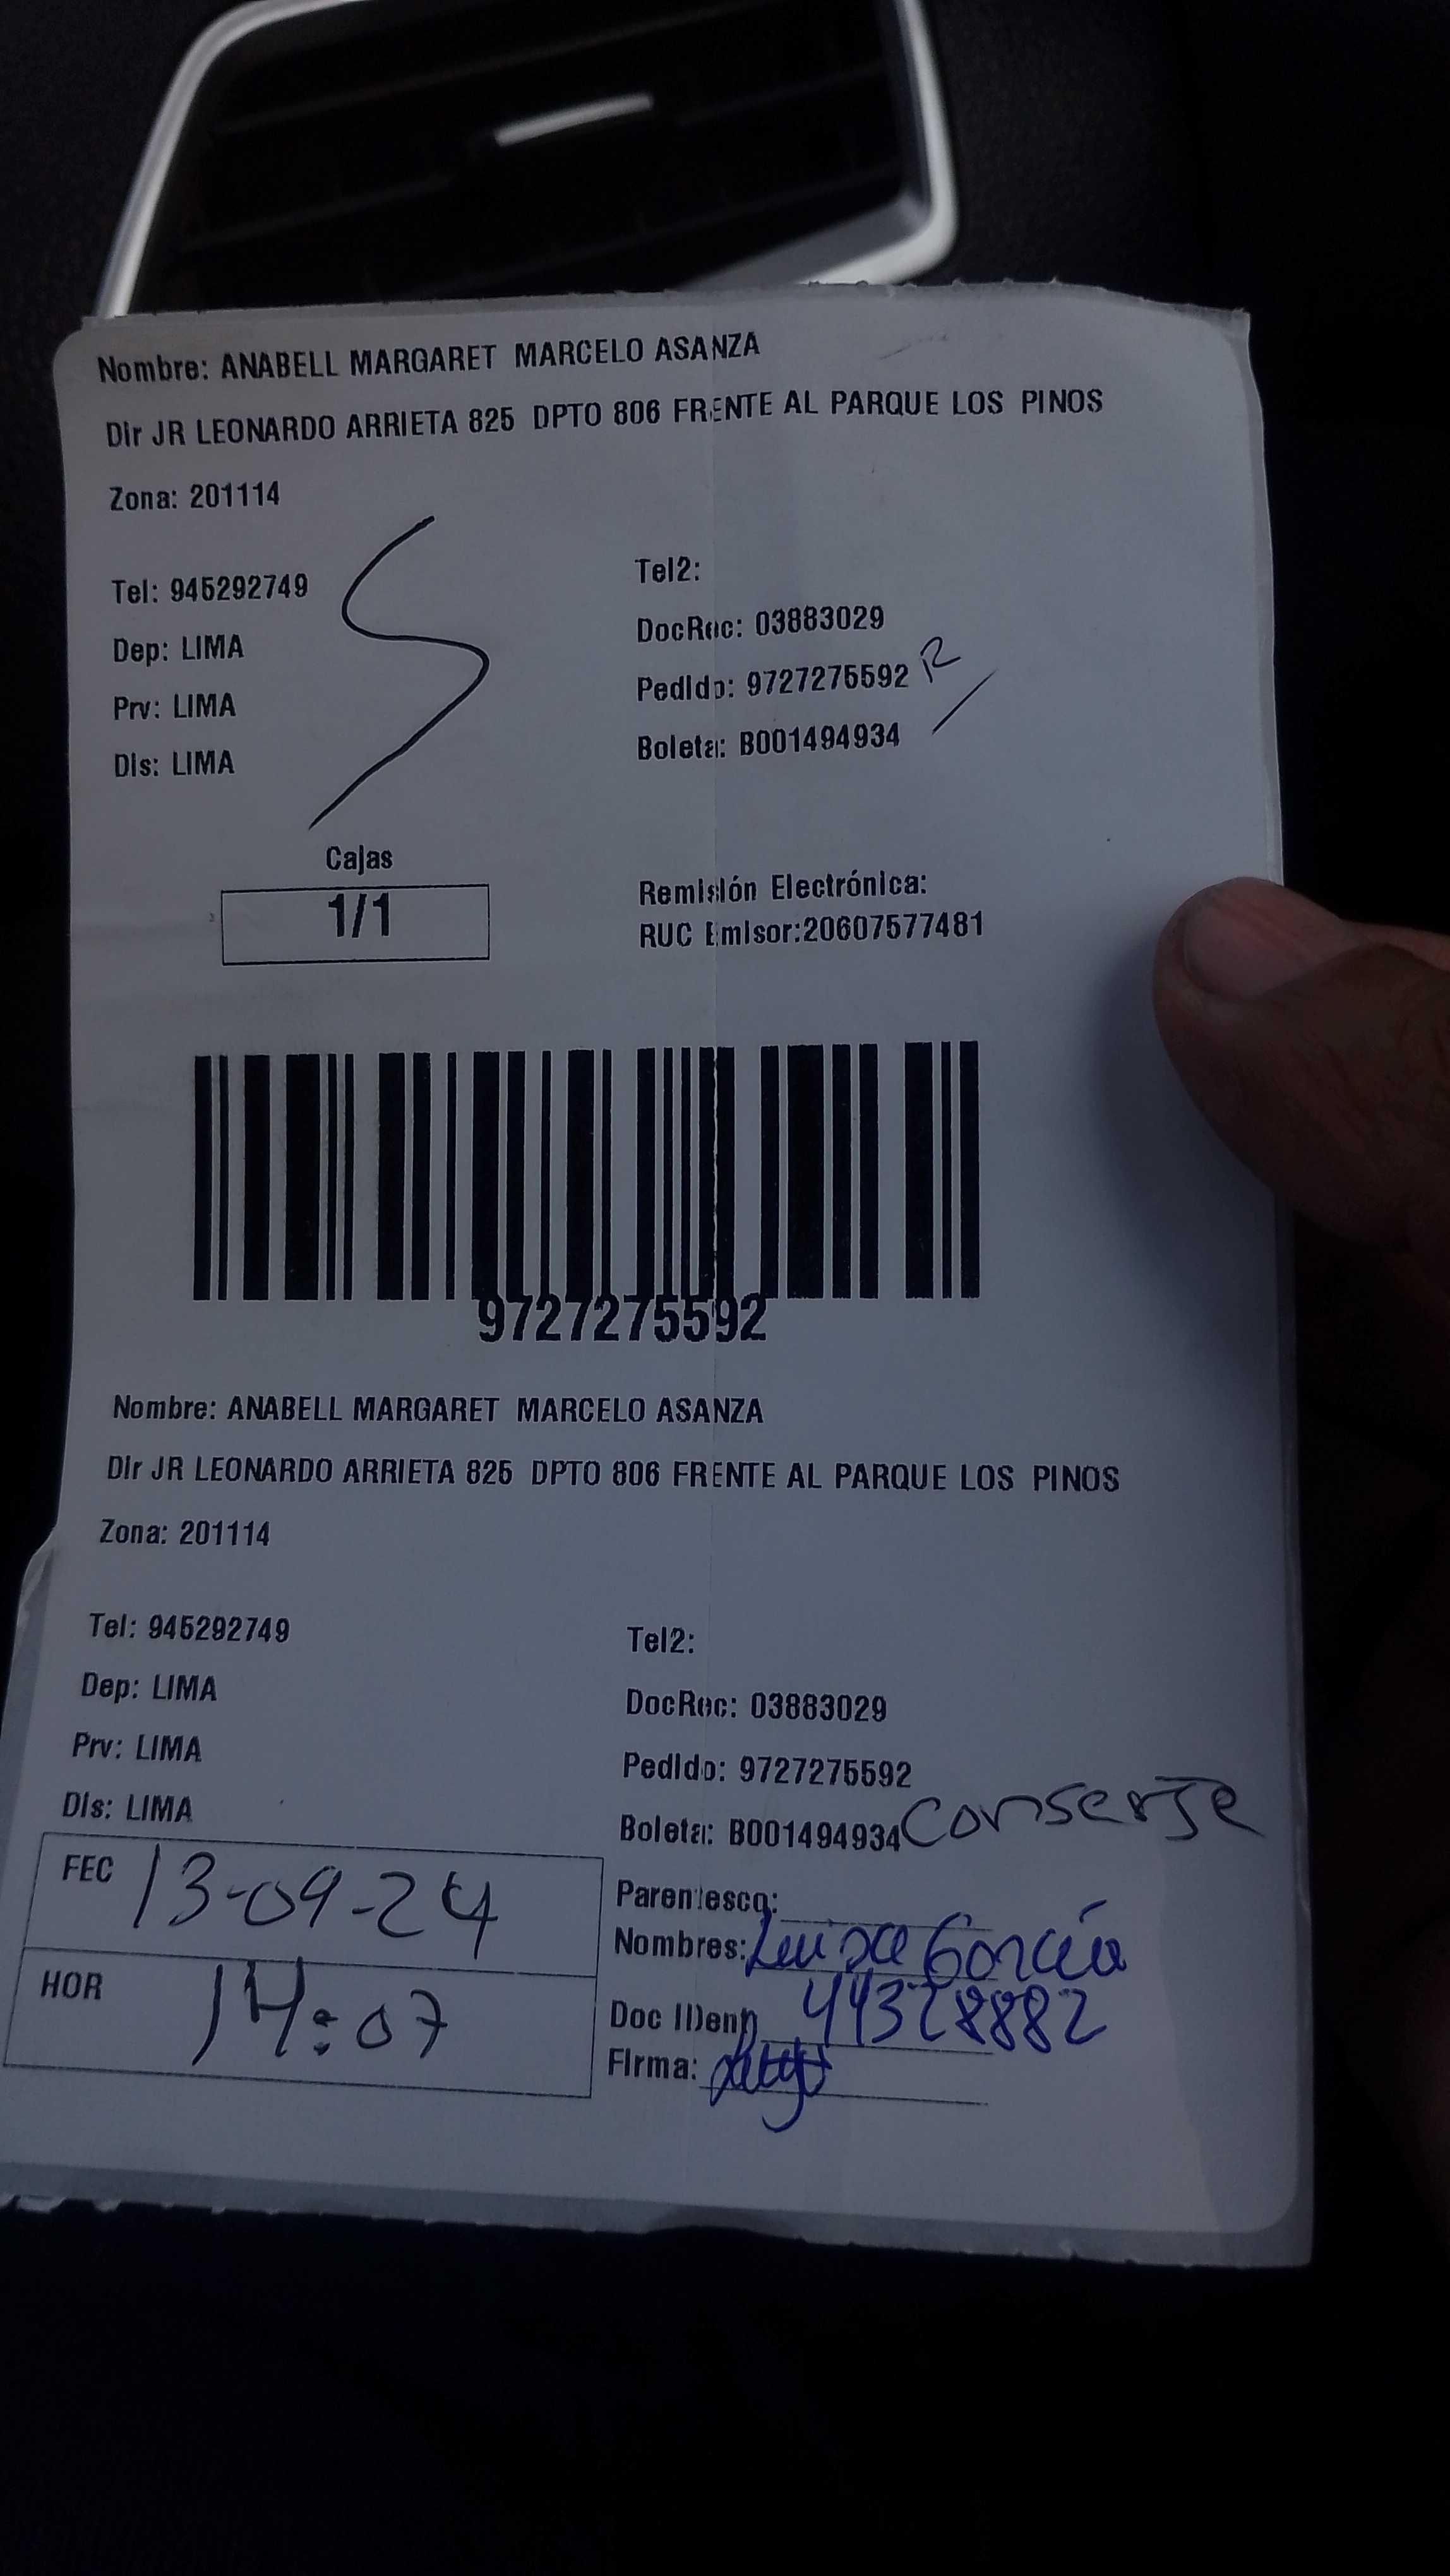 Nombre: ANABELL MARGARET MARCELO ASANZA
Dir JR LEONARDO ARRIETA 825 DPTO 806 FRENTE AL PARQUE LOS PINOS
Zona: 201114
Tel: 945292749 Tel2:
DocRec: 03883029
Dep: LIMA
Pedido: 9727275592 R
Prv: LIMA
Boleta: B001494934
Dis: LIMA
S
Cajas
1/1
Remisión Electrónica:
RUC Emisor:20607577481
9727275592
Nombre: ANABELL MARGARET MARCELO ASANZA
Dir JR LEONARDO ARRIETA 825 DPTO 806 FRENTE AL PARQUE LOS PINOS
Zona: 201114
Tel: 945292749 Tel2:
Dep: LIMA DocRec: 03883029
Prv: LIMA Pedido: 9727275592
Dis: LIMA Boleta: B001494934 Conserje
FEC 13-09-24
Parentesco:
Nombres: Luisa García
HOR 14:07
Doc IDent 44328882
Firma: